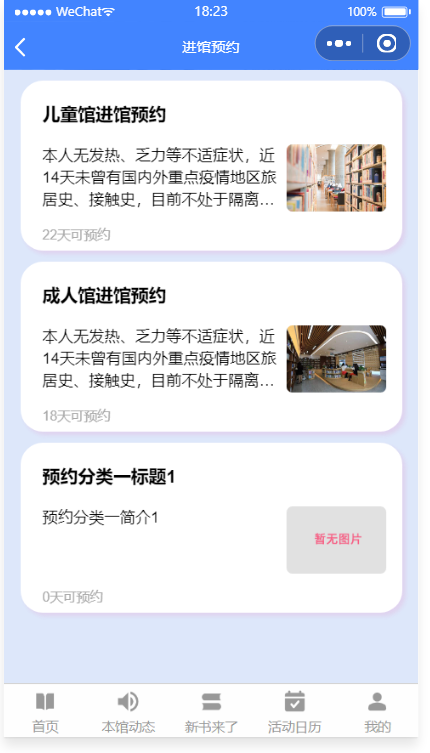 WeChat 18:23 100%
进馆预约
儿童馆进馆预约
本人无发热、乏力等不适症状，近
14天未曾有国内外重点疫情地区旅
居史、接触史，目前不处于隔离...
22天可预约
成人馆进馆预约
本人无发热、乏力等不适症状，近
14天未曾有国内外重点疫情地区旅
居史、接触史，目前不处于隔离...
18天可预约
预约分类一标题1
预约分类一简介1
暂无图片
0天可预约
首页 本馆动态 新书来了 活动日历 我的